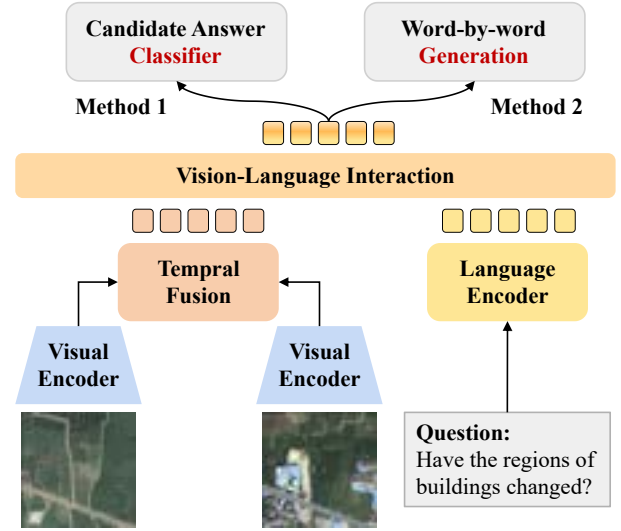 Candidate Answer
Classifier
Word-by-word
Generation
Method 1
Method 2
Vision-Language Interaction
Tempral
Fusion
Language
Encoder
Visual
Encoder
Visual
Encoder
Question:
Have the regions of
buildings changed?